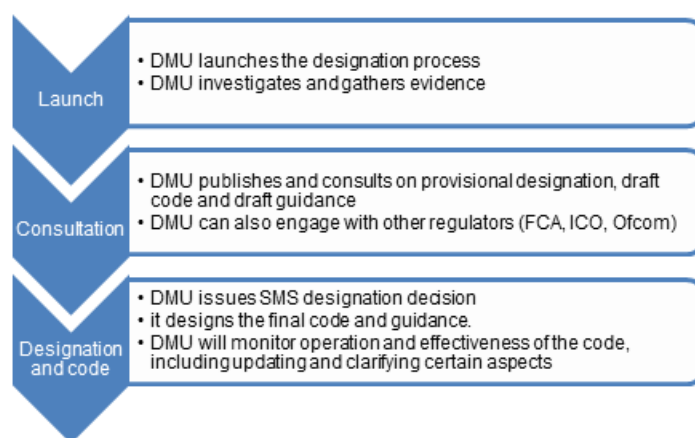 Launch
• DMU launches the designation process
• DMU investigates and gathers evidence
Consultation
• DMU publishes and consults on provisional designation, draft
code and draft guidance
• DMU can also engage with other regulators (FCA, ICO, Ofcom)
Designation
and code
• DMU issues SMS designation decision
• it designs the final code and guidance.
• DMU will monitor operation and effectiveness of the code,
including updating and clarifying certain aspects